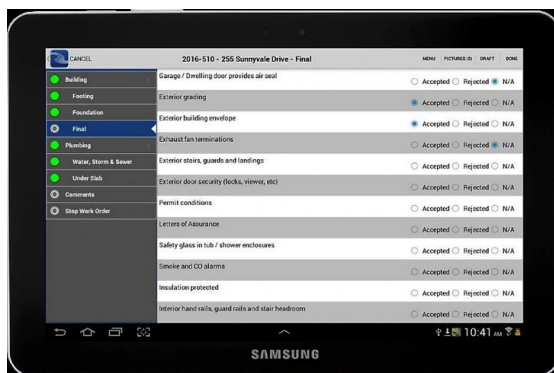 CANCEL
2016-510 - 255 Sunnyvale Drive - Final
MENU PICTURES (0) DRAFT DONE
Building
Footing
Foundation
Final
Plumbing
Water, Storm & Sewer
Under Slab
Comments
Stop Work Order
Garage / Dwelling door provides air seal
Accepted Rejected N/A
Exterior grading
Accepted Rejected N/A
Exterior building envelope
Accepted Rejected N/A
Exhaust fan terminations
Accepted Rejected N/A
Exterior stairs, guards and landings
Accepted Rejected N/A
Exterior door security (locks, viewer, etc)
Accepted Rejected N/A
Permit conditions
Accepted Rejected N/A
Letters of Assurance
Accepted Rejected N/A
Safety glass in tub / shower enclosures
Accepted Rejected N/A
Smoke and CO alarms
Accepted Rejected N/A
Insulation protected
Accepted Rejected N/A
Interior hand rails, guard rails and stair headroom
Accepted Rejected N/A
10:41 AM
SAMSUNG